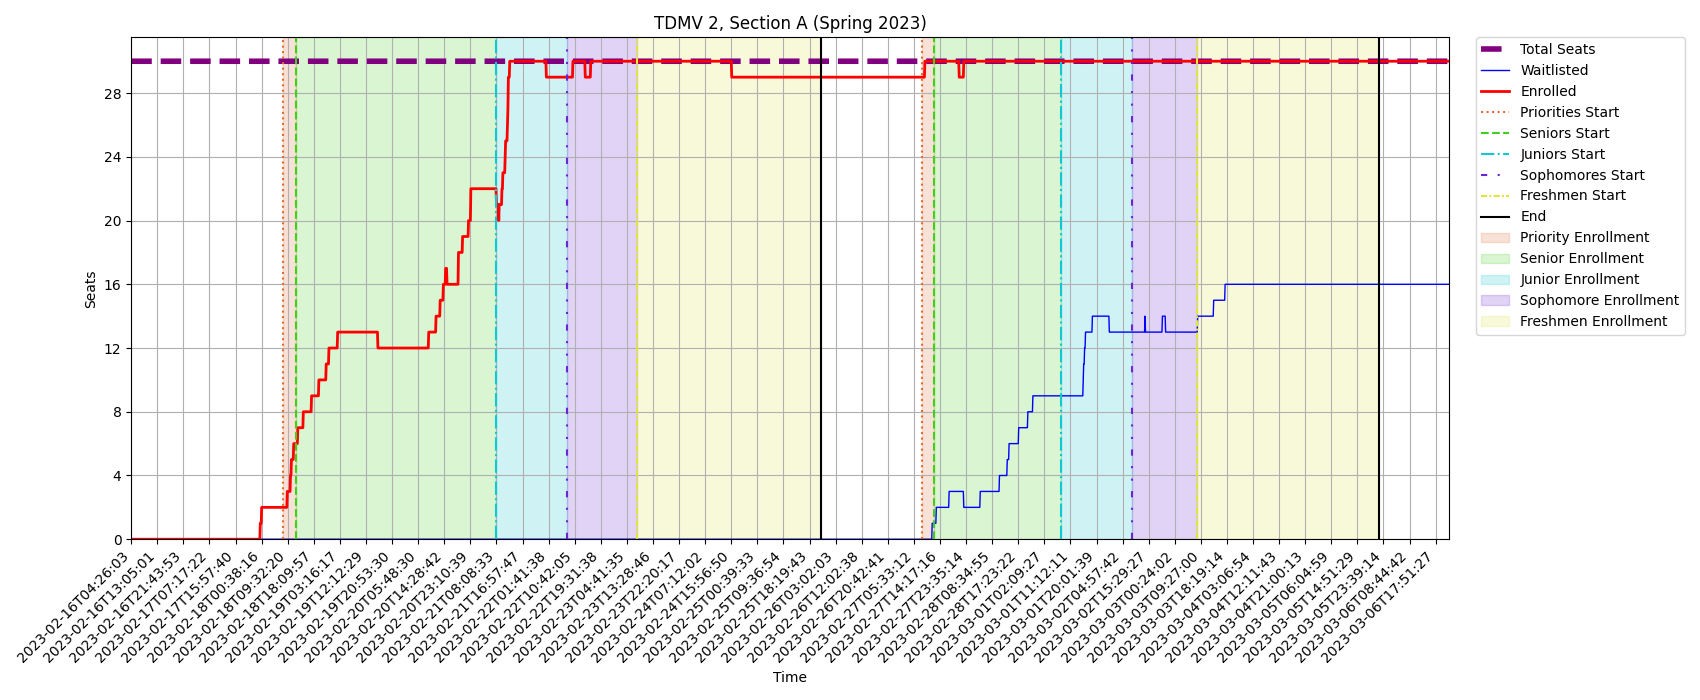 TDMV 2, Section A (Spring 2023)
Total Seats
Waitlisted
Enrolled
Priorities Start
Seniors Start
Juniors Start
Sophomores Start
Freshmen Start
End
Priority Enrollment
Senior Enrollment
Junior Enrollment
Sophomore Enrollment
Freshmen Enrollment
Seats
28
24
20
16
12
8
4
0
2023-02-16T04:26:03
2023-02-16T13:05:01
2023-02-16T21:43:53
2023-02-17T07:17:22
2023-02-17T15:57:40
2023-02-18T00:38:16
2023-02-18T09:32:20
2023-02-18T18:09:57
2023-02-19T03:16:17
2023-02-19T12:12:29
2023-02-19T20:53:30
2023-02-20T05:48:30
2023-02-20T14:28:42
2023-02-20T23:10:39
2023-02-21T08:08:33
2023-02-21T16:57:47
2023-02-22T01:41:38
2023-02-22T10:42:05
2023-02-22T19:31:38
2023-02-23T04:41:35
2023-02-23T13:28:46
2023-02-23T22:20:17
2023-02-24T07:12:02
2023-02-24T15:56:50
2023-02-25T00:39:33
2023-02-25T09:36:54
2023-02-25T18:19:43
2023-02-26T03:02:03
2023-02-26T12:02:38
2023-02-26T20:42:41
2023-02-27T05:33:12
2023-02-27T14:17:16
2023-02-27T23:35:14
2023-02-28T08:34:55
2023-02-28T17:23:22
2023-03-01T02:09:27
2023-03-01T11:12:11
2023-03-01T20:01:39
2023-03-02T04:57:42
2023-03-02T15:29:27
2023-03-03T00:24:02
2023-03-03T09:27:00
2023-03-03T18:19:14
2023-03-04T03:06:54
2023-03-04T12:11:43
2023-03-04T21:00:13
2023-03-05T06:04:59
2023-03-05T14:51:29
2023-03-05T23:39:14
2023-03-06T08:44:42
2023-03-06T17:51:27
Time